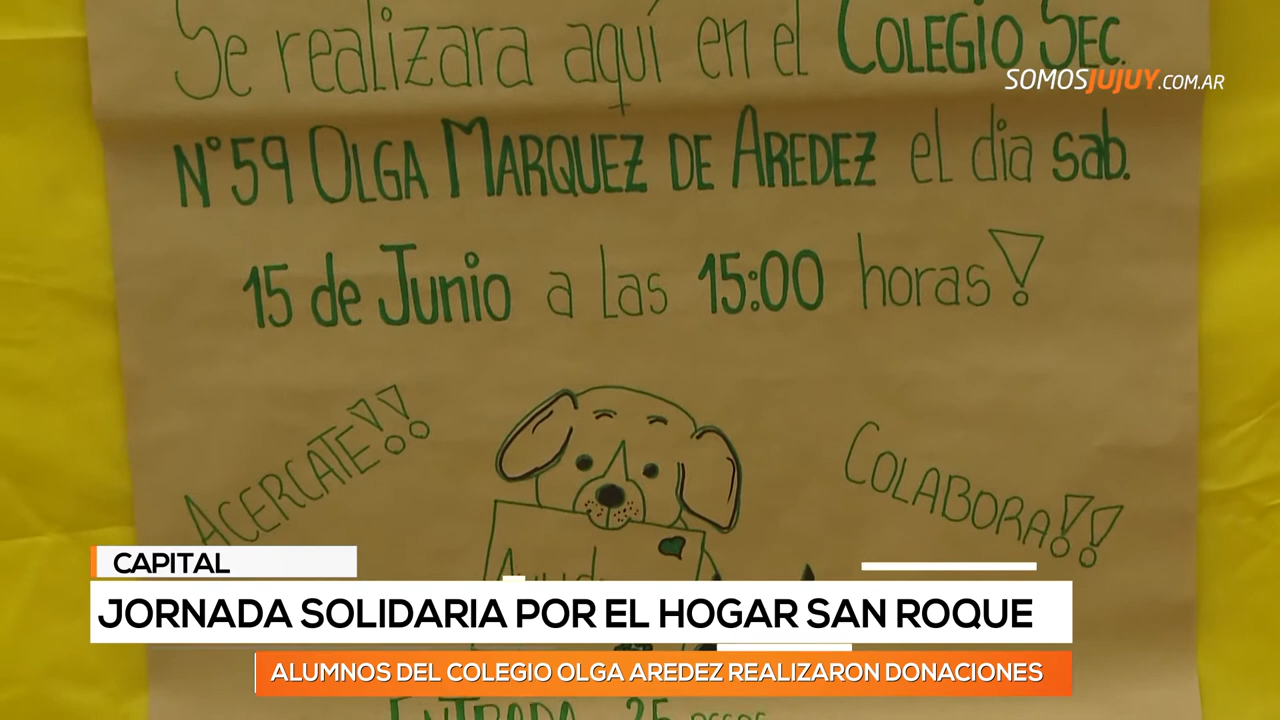 Se realizara aquí en el COLEGIO SEC.
SOMOSJUJUY.COM.AR
N°59 OLGA MARQUEZ DE AREDEZ el dia sab.
15 de Junio a las 15:00 horas!
ACERCATE!!
COLABORA!!
CAPITAL
JORNADA SOLIDARIA POR EL HOGAR SAN ROQUE
ALUMNOS DEL COLEGIO OLGA AREDEZ REALIZARON DONACIONES
ENTRADA 25